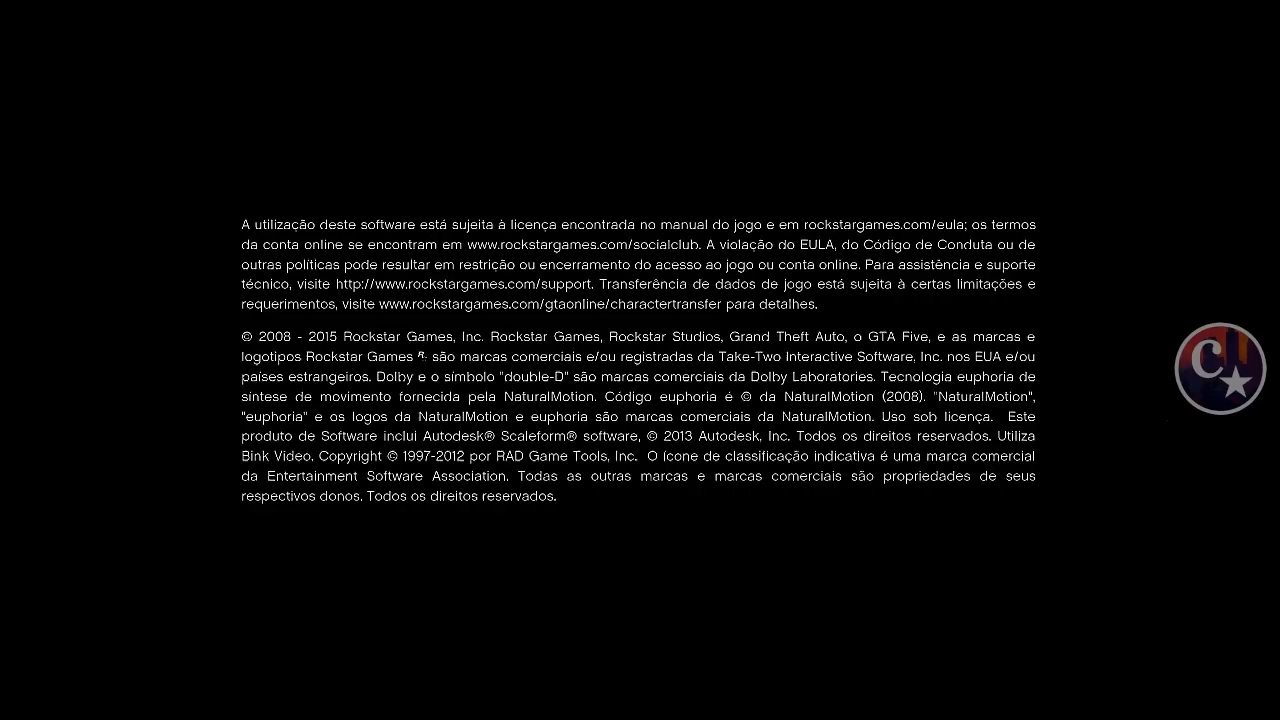 A utilização deste software está sujeita à licença encontrada no manual do jogo e em rockstargames.com/eula; os termos
da conta online se encontram em www.rockstargames.com/socialclub. A violação do EULA, do Código de Conduta ou de
outras políticas pode resultar em restrição ou encerramento do acesso ao jogo ou conta online. Para assistência e suporte
técnico, visite http://www.rockstargames.com/support. Transferência de dados de jogo está sujeita à certas limitações e
requerimentos, visite www.rockstargames.com/gtaonline/charactertransfer para detalhes.
© 2008 - 2015 Rockstar Games, Inc. Rockstar Games, Rockstar Studios, Grand Theft Auto, o GTA Five, e as marcas e
logotipos Rockstar Games R* são marcas comerciais e/ou registradas da Take-Two Interactive Software, Inc. nos EUA e/ou
países estrangeiros. Dolby e o símbolo "double-D" são marcas comerciais da Dolby Laboratories. Tecnologia euphoria de
síntese de movimento fornecida pela NaturalMotion. Código euphoria é © da NaturalMotion (2008). "NaturalMotion",
"euphoria" e os logos da NaturalMotion e euphoria são marcas comerciais da NaturalMotion. Uso sob licença. Este
produto de Software inclui Autodesk® Scaleform® software, © 2013 Autodesk, Inc. Todos os direitos reservados. Utiliza
Bink Video, Copyright © 1997-2012 por RAD Game Tools, Inc. O ícone de classificação indicativa é uma marca comercial
da Entertainment Software Association. Todas as outras marcas e marcas comerciais são propriedades de seus
respectivos donos. Todos os direitos reservados.
C